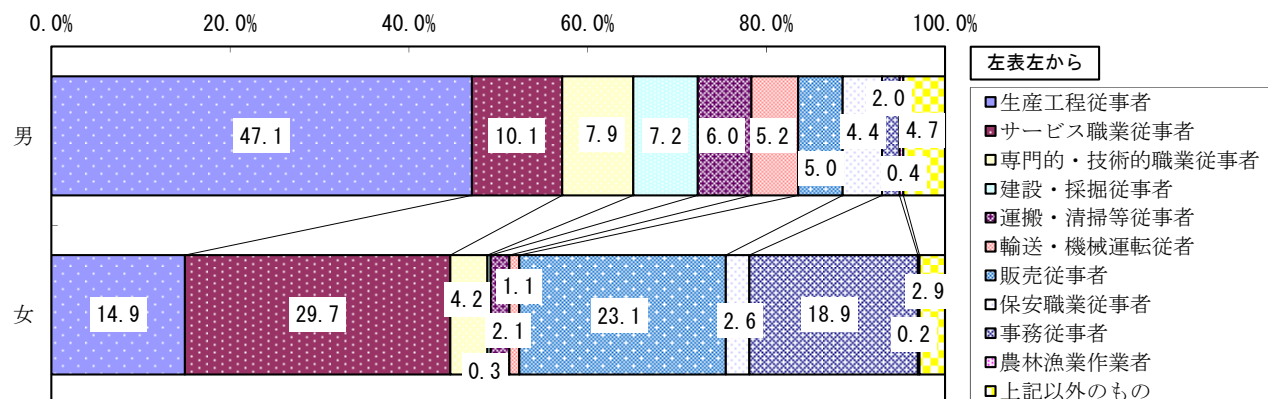 0.0% 20.0% 40.0% 60.0% 80.0% 100.0%
左表左から
男
47.1 10.1 7.9 7.2 6.0 5.2 5.0 4.4 2.0 0.4 4.7
女
14.9 29.7 4.2 0.3 2.1 1.1 23.1 2.6 18.9 0.2 2.9
生産工程従事者
サービス職業従事者
専門的・技術的職業従事者
建設・採掘従事者
運搬・清掃等従事者
輸送・機械運転従者
販売従事者
保安職業従事者
事務従事者
農林漁業作業者
上記以外のもの